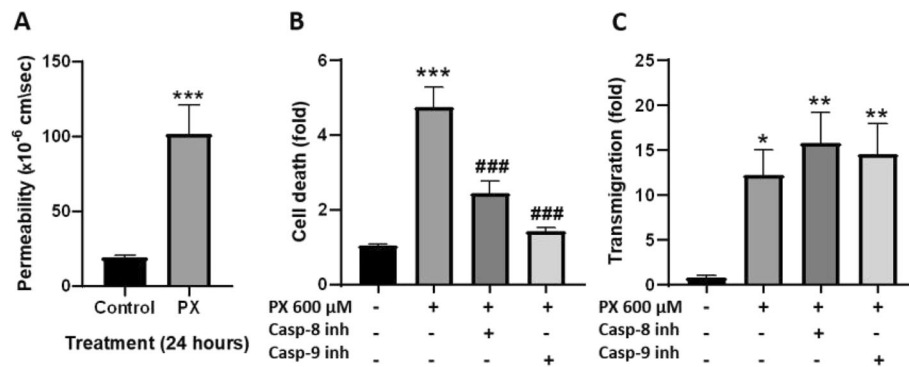 A
Permeability (x10⁻⁶ cm\sec)
150
100
50
0
***
Control PX
Treatment (24 hours)
B
Cell death (fold)
6
4
2
0
***
###
###
PX 600 µM - + + +
Casp-8 inh - - + -
Casp-9 inh - - - +
C
Transmigration (fold)
25
20
15
10
5
0
*
**
**
PX 600 µM - + + +
Casp-8 inh - - + -
Casp-9 inh - - - +